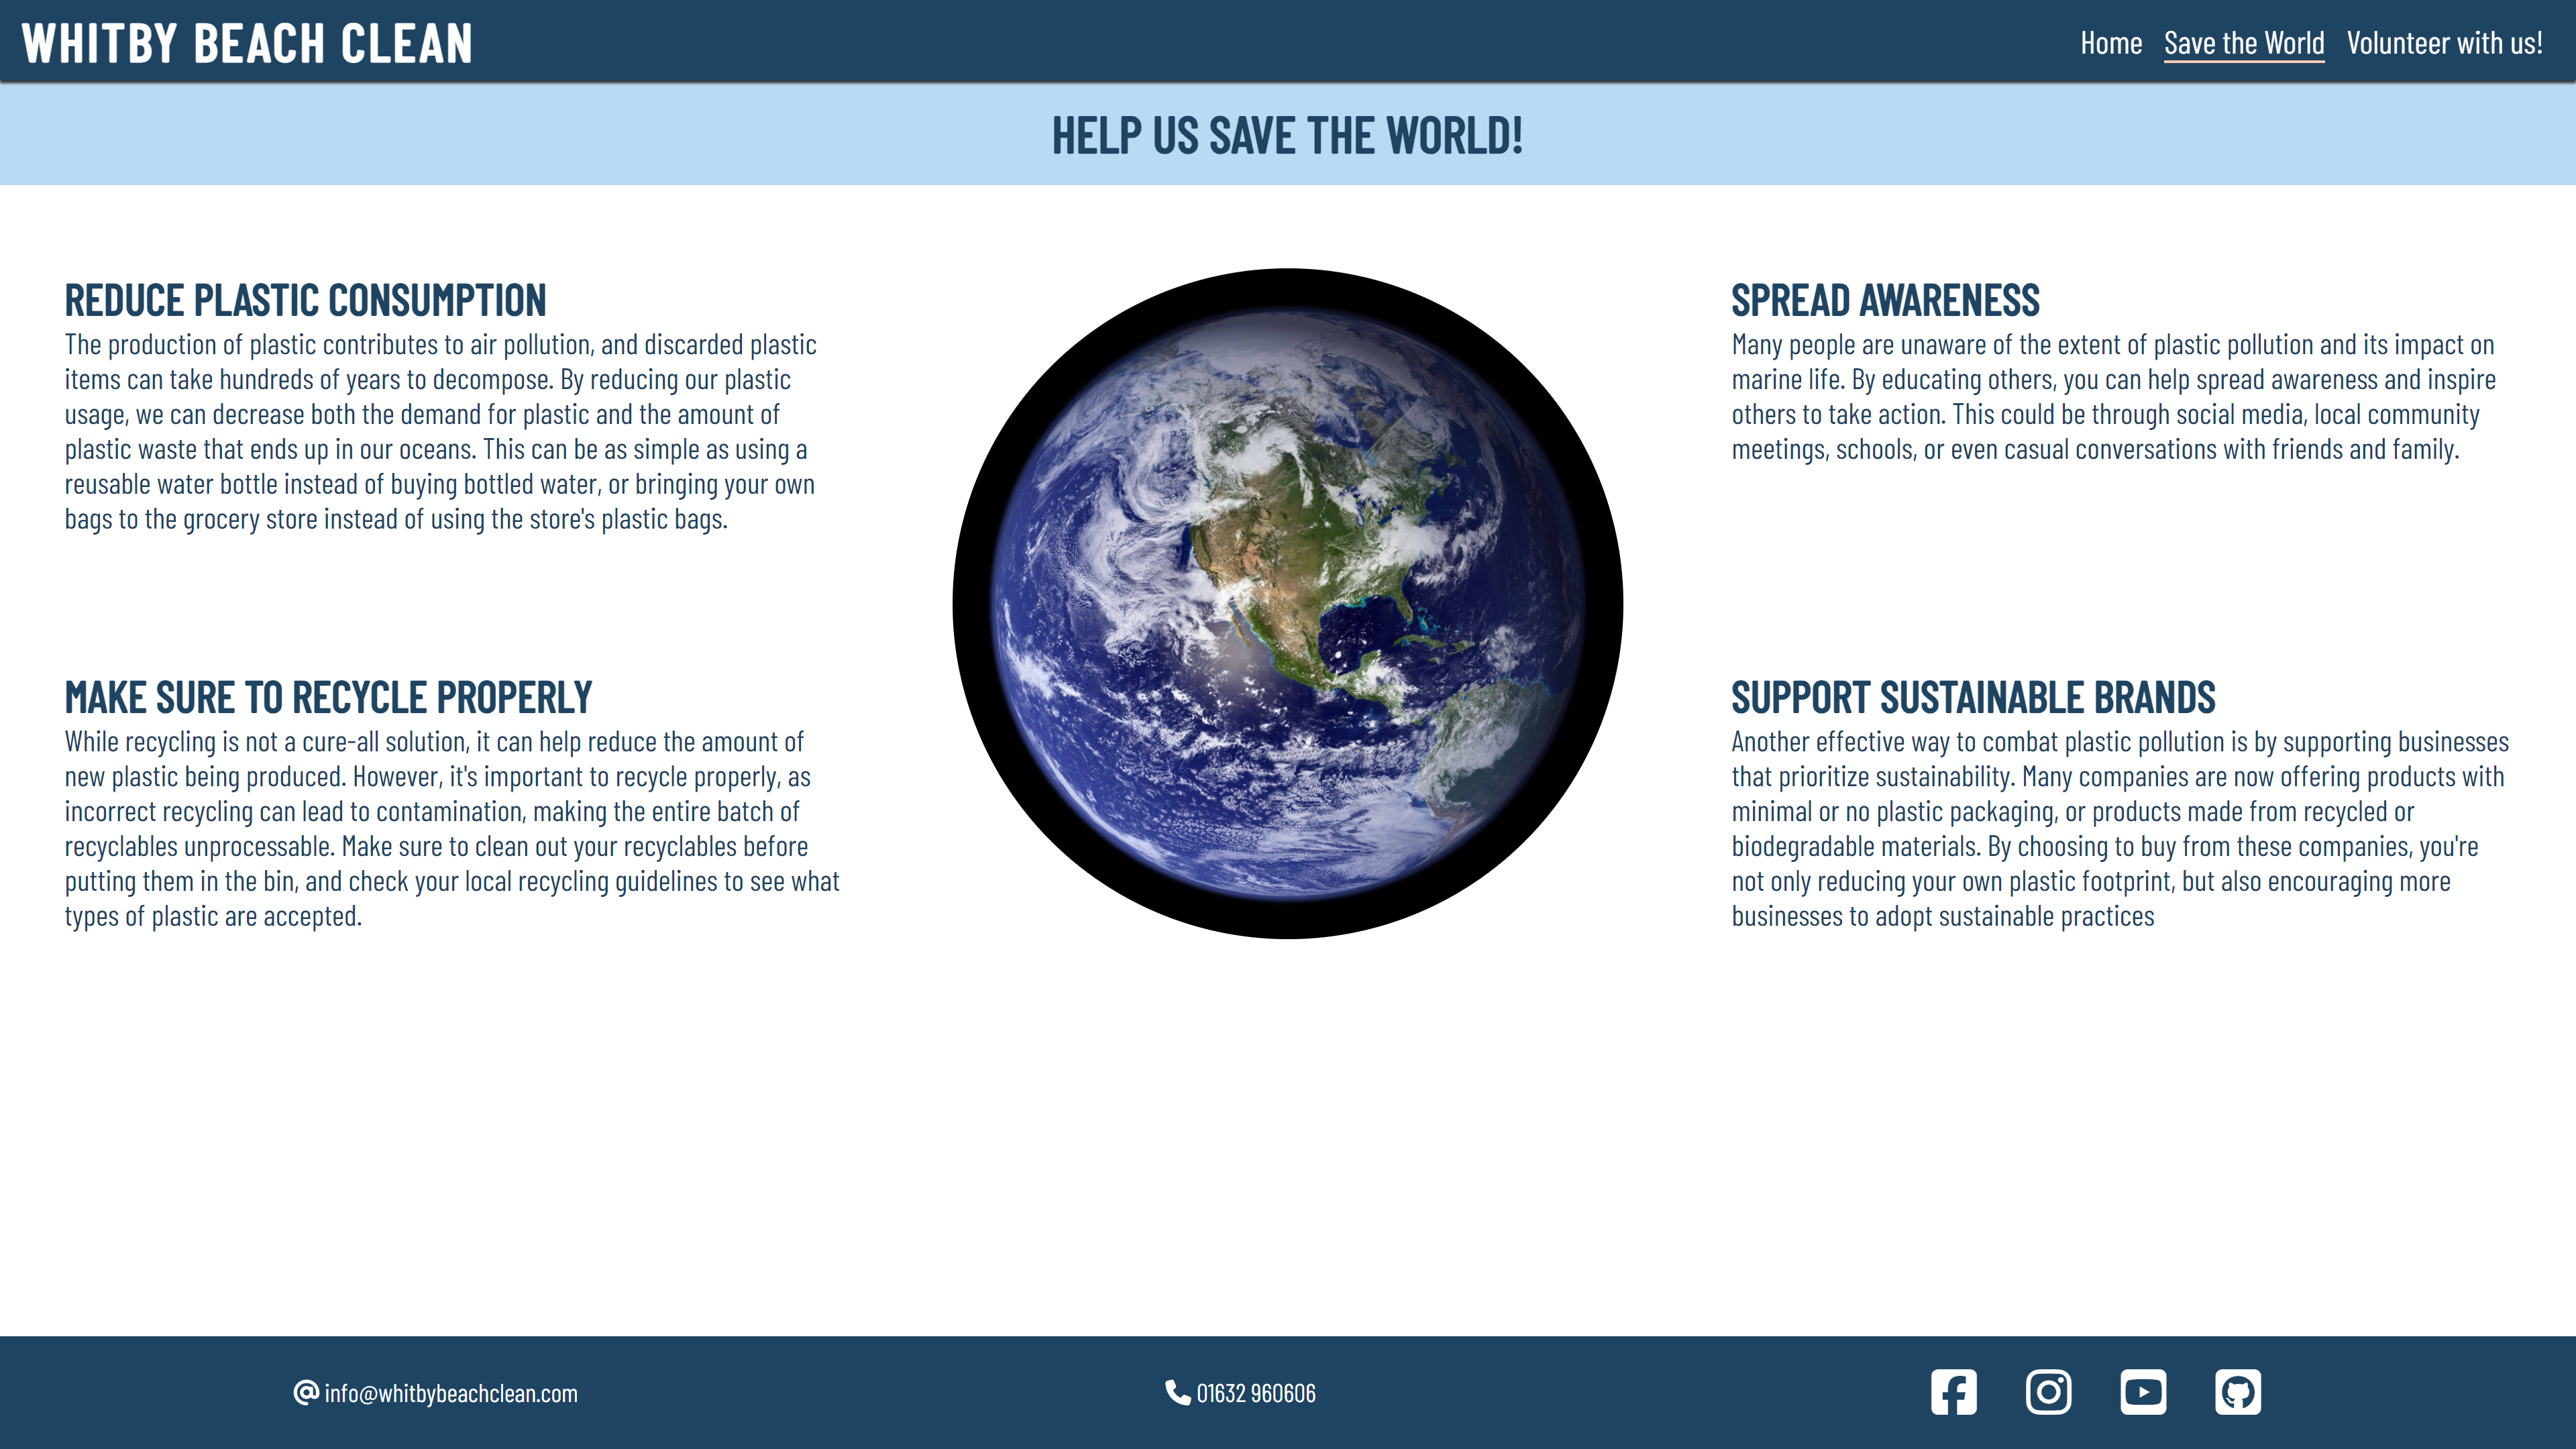 WHITBY BEACH CLEAN
Home Save the World Volunteer with us!
HELP US SAVE THE WORLD!
REDUCE PLASTIC CONSUMPTION
The production of plastic contributes to air pollution, and discarded plastic
items can take hundreds of years to decompose. By reducing our plastic
usage, we can decrease both the demand for plastic and the amount of
plastic waste that ends up in our oceans. This can be as simple as using a
reusable water bottle instead of buying bottled water, or bringing your own
bags to the grocery store instead of using the store's plastic bags.
MAKE SURE TO RECYCLE PROPERLY
While recycling is not a cure-all solution, it can help reduce the amount of
new plastic being produced. However, it's important to recycle properly, as
incorrect recycling can lead to contamination, making the entire batch of
recyclables unprocessable. Make sure to clean out your recyclables before
putting them in the bin, and check your local recycling guidelines to see what
types of plastic are accepted.
SPREAD AWARENESS
Many people are unaware of the extent of plastic pollution and its impact on
marine life. By educating others, you can help spread awareness and inspire
others to take action. This could be through social media, local community
meetings, schools, or even casual conversations with friends and family.
SUPPORT SUSTAINABLE BRANDS
Another effective way to combat plastic pollution is by supporting businesses
that prioritize sustainability. Many companies are now offering products with
minimal or no plastic packaging, or products made from recycled or
biodegradable materials. By choosing to buy from these companies, you're
not only reducing your own plastic footprint, but also encouraging more
businesses to adopt sustainable practices
info@whitbybeachclean.com
01632 960606